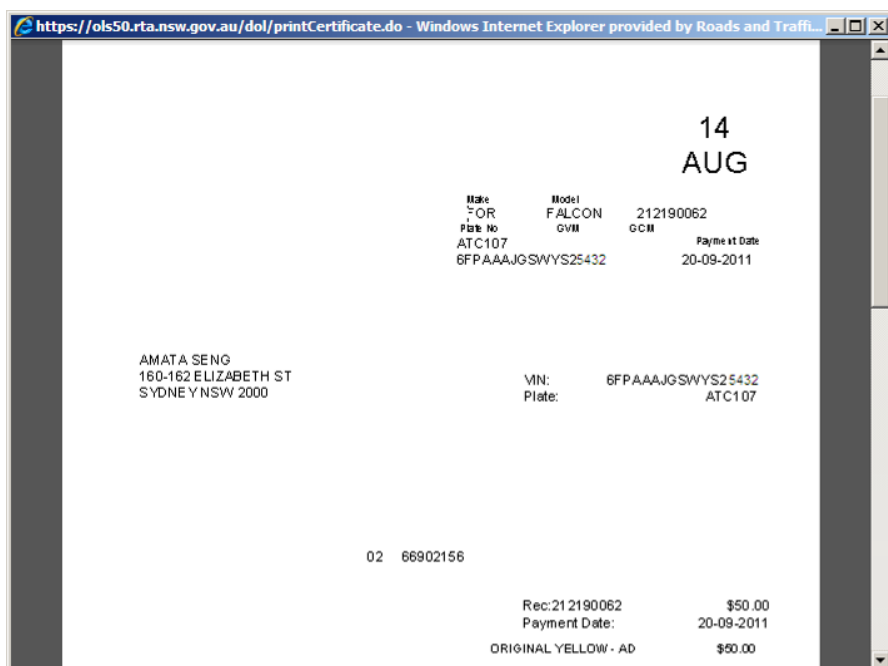 https://ols50.rta.nsw.gov.au/dol/printCertificate.do - Windows Internet Explorer provided by Roads and Traffi...
14
AUG
Make Model
FOR FALCON 212190062
Plate No GVM GCM
ATC107 Payment Date
6FPAAAJGSWYS25432 20-09-2011
AMATA SENG
160-162 ELIZABETH ST
SYDNEY NSW 2000
VIN: 6FPAAAJGSWYS25432
Plate: ATC107
02 66902156
Rec:212190062 $50.00
Payment Date: 20-09-2011
ORIGINAL YELLOW - AD $50.00